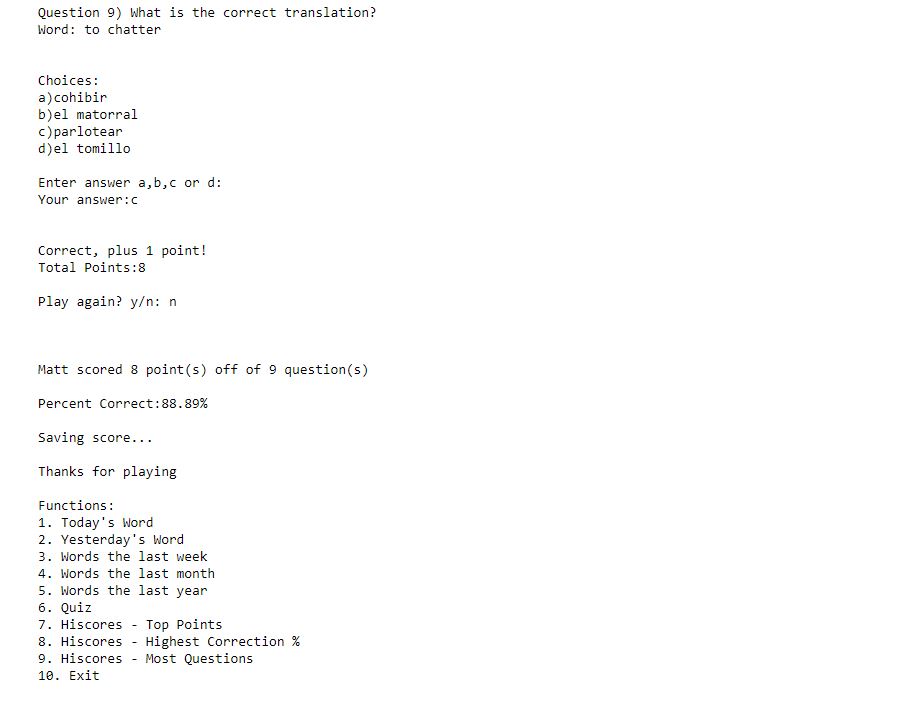 Question 9) What is the correct translation?
Word: to chatter
Choices:
a)cohibir
b)el matorral
c)parlotear
d)el tomillo
Enter answer a,b,c or d:
Your answer:c
Correct, plus 1 point!
Total Points:8
Play again? y/n: n
Matt scored 8 point(s) off of 9 question(s)
Percent Correct:88.89%
Saving score...
Thanks for playing
Functions:
1. Today's Word
2. Yesterday's Word
3. Words the last week
4. Words the last month
5. Words the last year
6. Quiz
7. Hiscores - Top Points
8. Hiscores - Highest Correction %
9. Hiscores - Most Questions
10. Exit